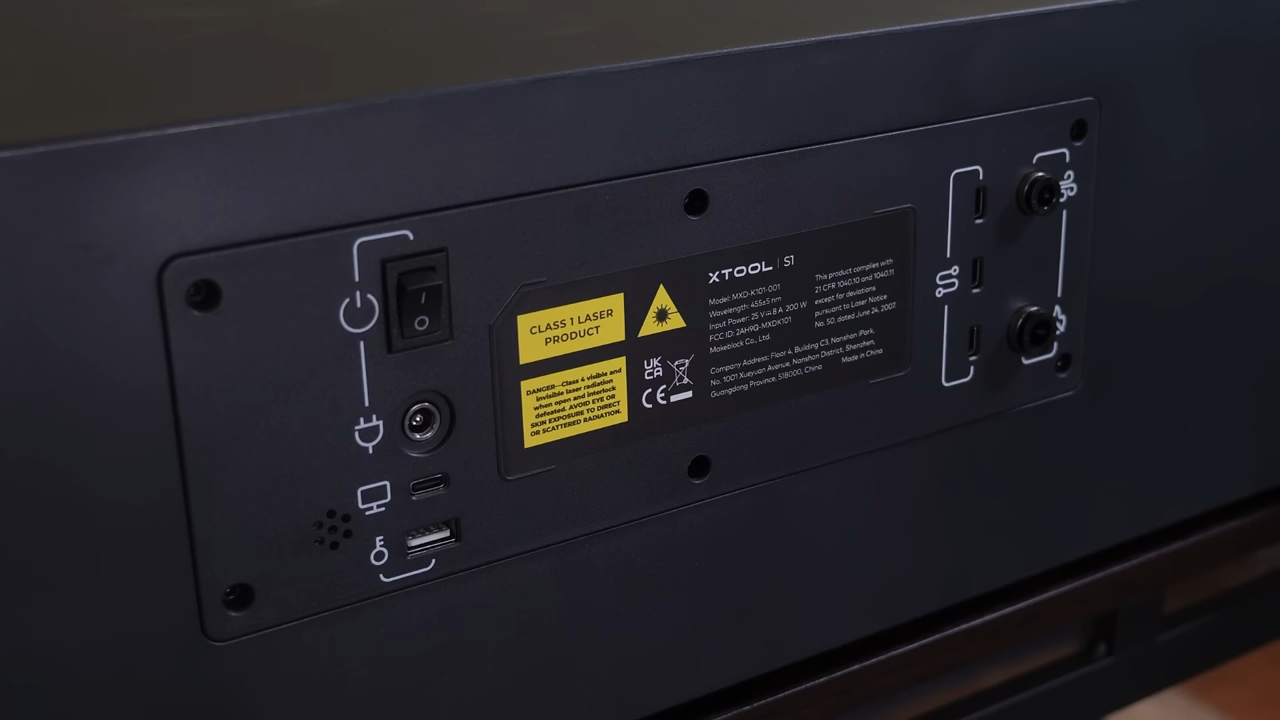 CLASS 1 LASER
PRODUCT
DANGER—Class 4 visible and
invisible laser radiation
when open and interlock
defeated. AVOID EYE OR
SKIN EXPOSURE TO DIRECT
OR SCATTERED RADIATION.
UK
CA
CE
XTOOL | S1
Model: MXD-K101-001
Wavelength: 455±5 nm
Input Power: 25 V⎓8 A 200 W
FCC ID: 2AH9Q-MXDK101
Makeblock Co., Ltd.
This product complies with
21 CFR 1040.10 and 1040.11
except for deviations
pursuant to Laser Notice
No. 50, dated June 24, 2007.
Company Address: Floor 4, Building C3, Nanshan iPark,
No. 1001 Xueyuan Avenue, Nanshan District, Shenzhen,
Guangdong Province, 518000, China
Made in China